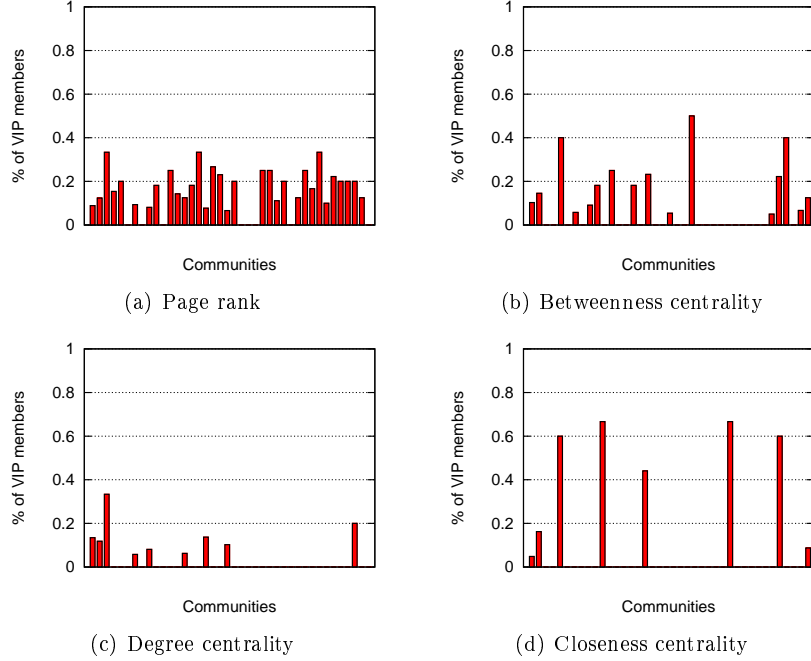 1
0.8
0.6
0.4
0.2
0
% of VIP members
Communities
(a) Page rank
1
0.8
0.6
0.4
0.2
0
% of VIP members
Communities
(b) Betweenness centrality
1
0.8
0.6
0.4
0.2
0
% of VIP members
Communities
(c) Degree centrality
1
0.8
0.6
0.4
0.2
0
% of VIP members
Communities
(d) Closeness centrality